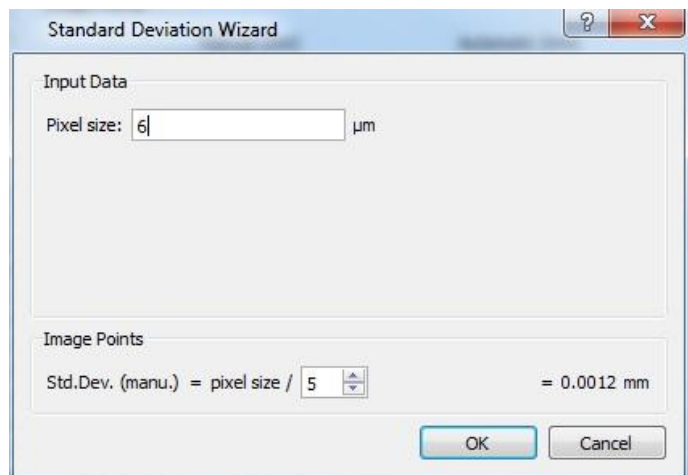 Standard Deviation Wizard
Input Data
Pixel size: 6 µm
Image Points
Std.Dev. (manu.) = pixel size / 5 = 0.0012 mm
OK Cancel